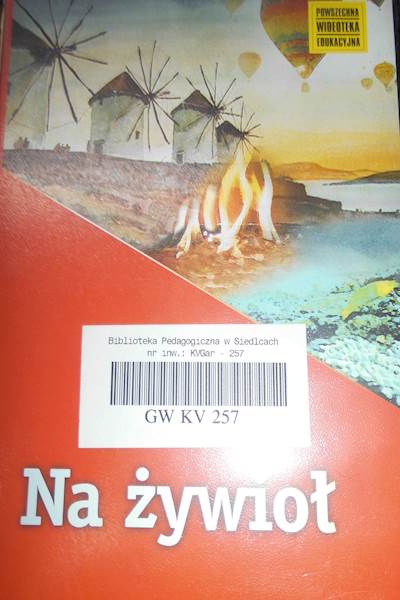 POWSZECHNA
WIDEOTEKA
EDUKACYJNA
Biblioteka Pedagogiczna w Siedlcach
nr inw.: KVGar - 257
GW KV 257
Na żywioł